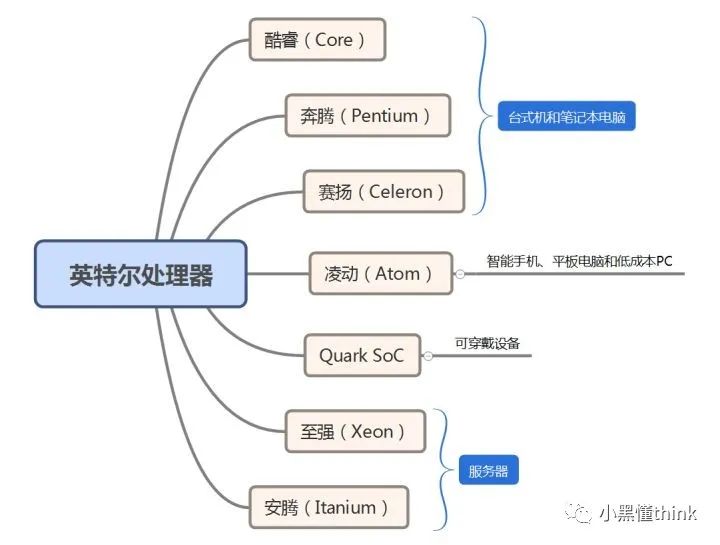 酷睿（Core）
奔腾（Pentium）
台式机和笔记本电脑
赛扬（Celeron）
英特尔处理器
凌动（Atom）
智能手机、平板电脑和低成本PC
Quark SoC
可穿戴设备
至强（Xeon）
服务器
安腾（Itanium）
小黑懂think